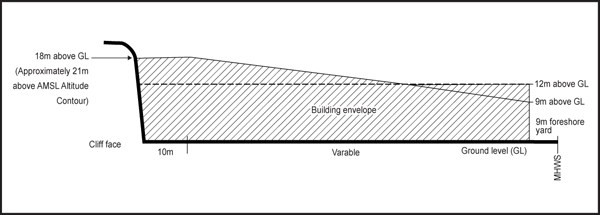 18m above GL
(Approximately 21m
above AMSL Altitude
Contour)
12m above GL
9m above GL
Building envelope
9m foreshore
yard
Cliff face
10m
Varable
Ground level (GL)
MHWS